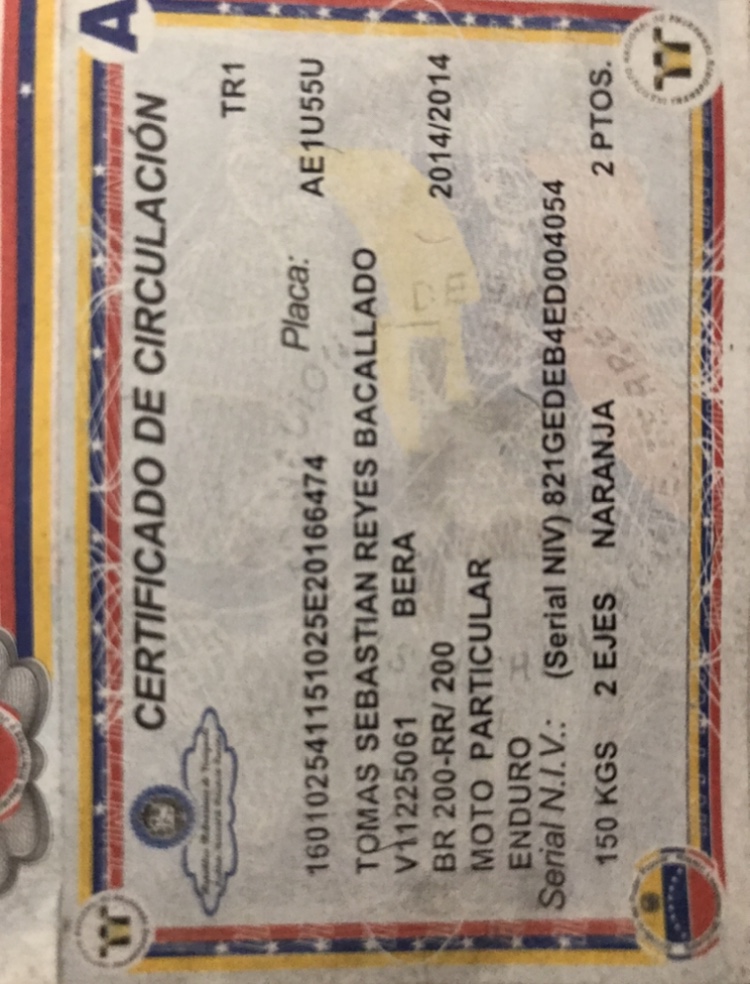 A
CERTIFICADO DE CIRCULACIÓN
TR1
160102541151025E20166474 Placa: AE1U55U
TOMAS SEBASTIAN REYES BACALLADO
V11225061 BERA
BR 200-RR/ 200 2014/2014
MOTO PARTICULAR
ENDURO
Serial N.I.V.: (Serial NIV) 821GEDEB4ED004054
150 KGS 2 EJES NARANJA 2 PTOS.